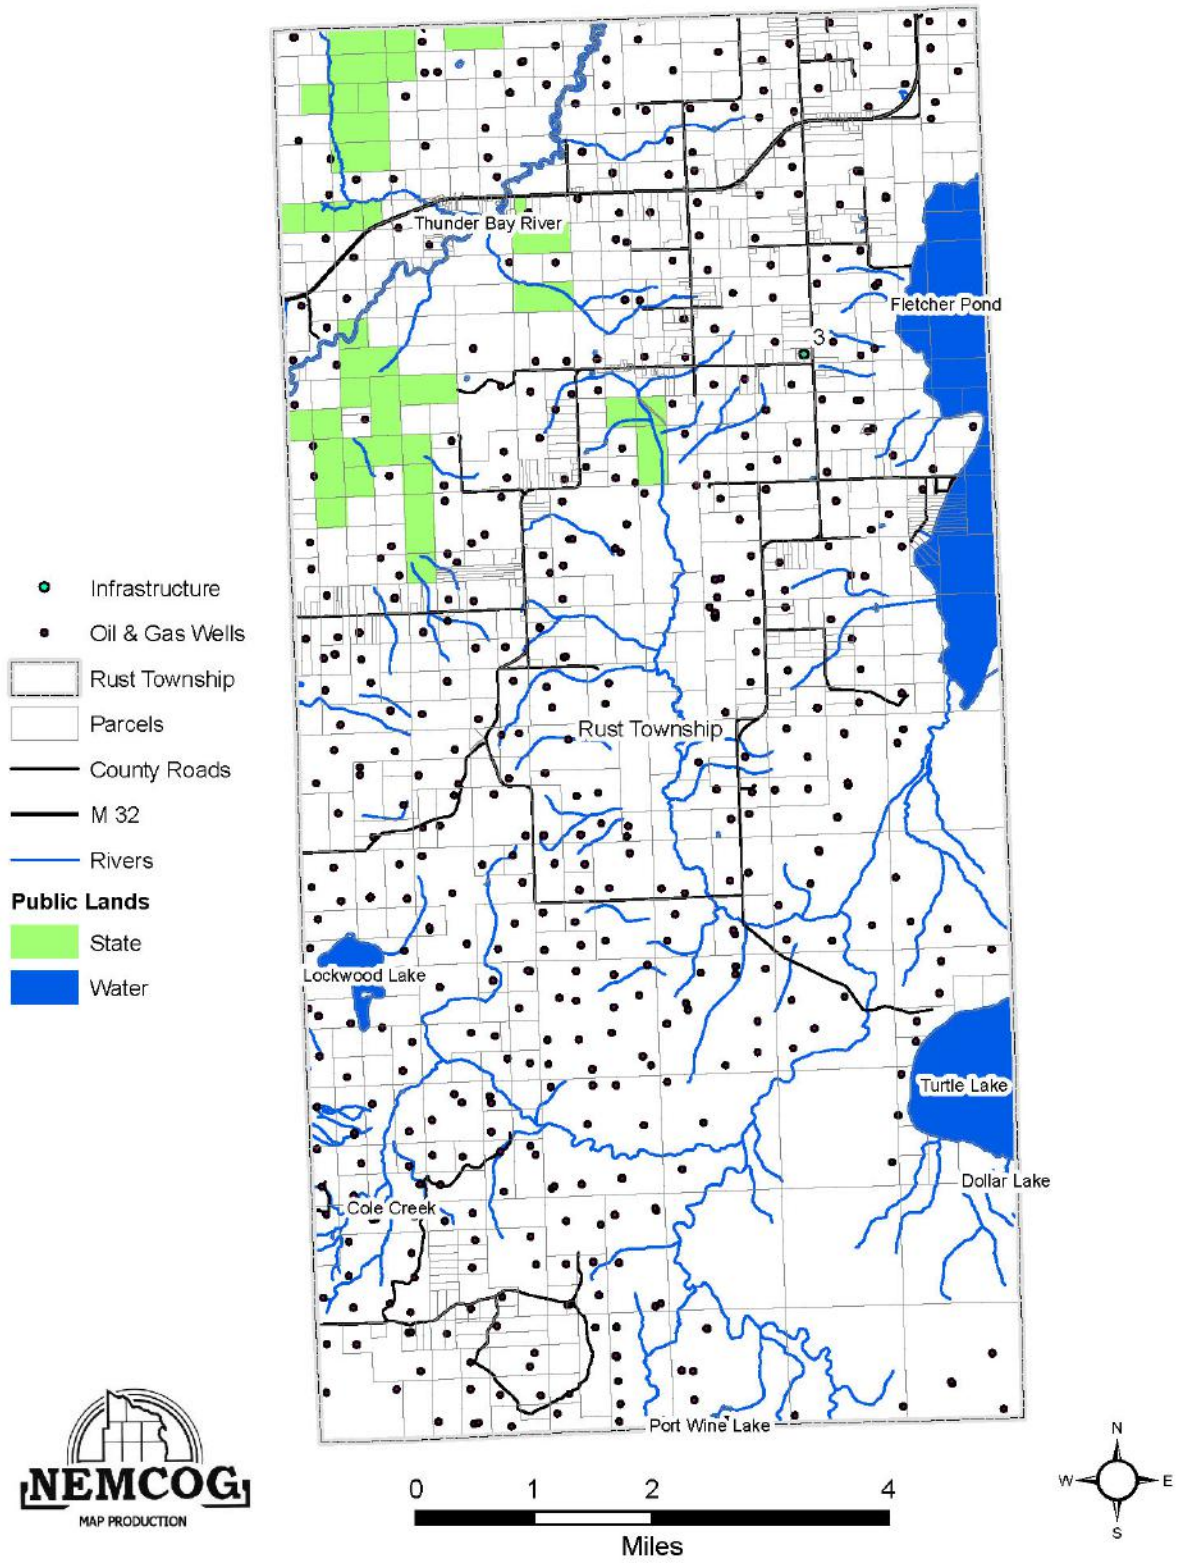 Thunder Bay River
Fletcher Pond
3
Infrastructure
Oil & Gas Wells
Rust Township
Parcels
County Roads
M 32
Rivers
Public Lands
State
Water
Rust Township
Lockwood Lake
Turtle Lake
Dollar Lake
Cole Creek
Port Wine Lake
NEMCOG
MAP PRODUCTION
0 1 2 4
Miles
N
W E
S